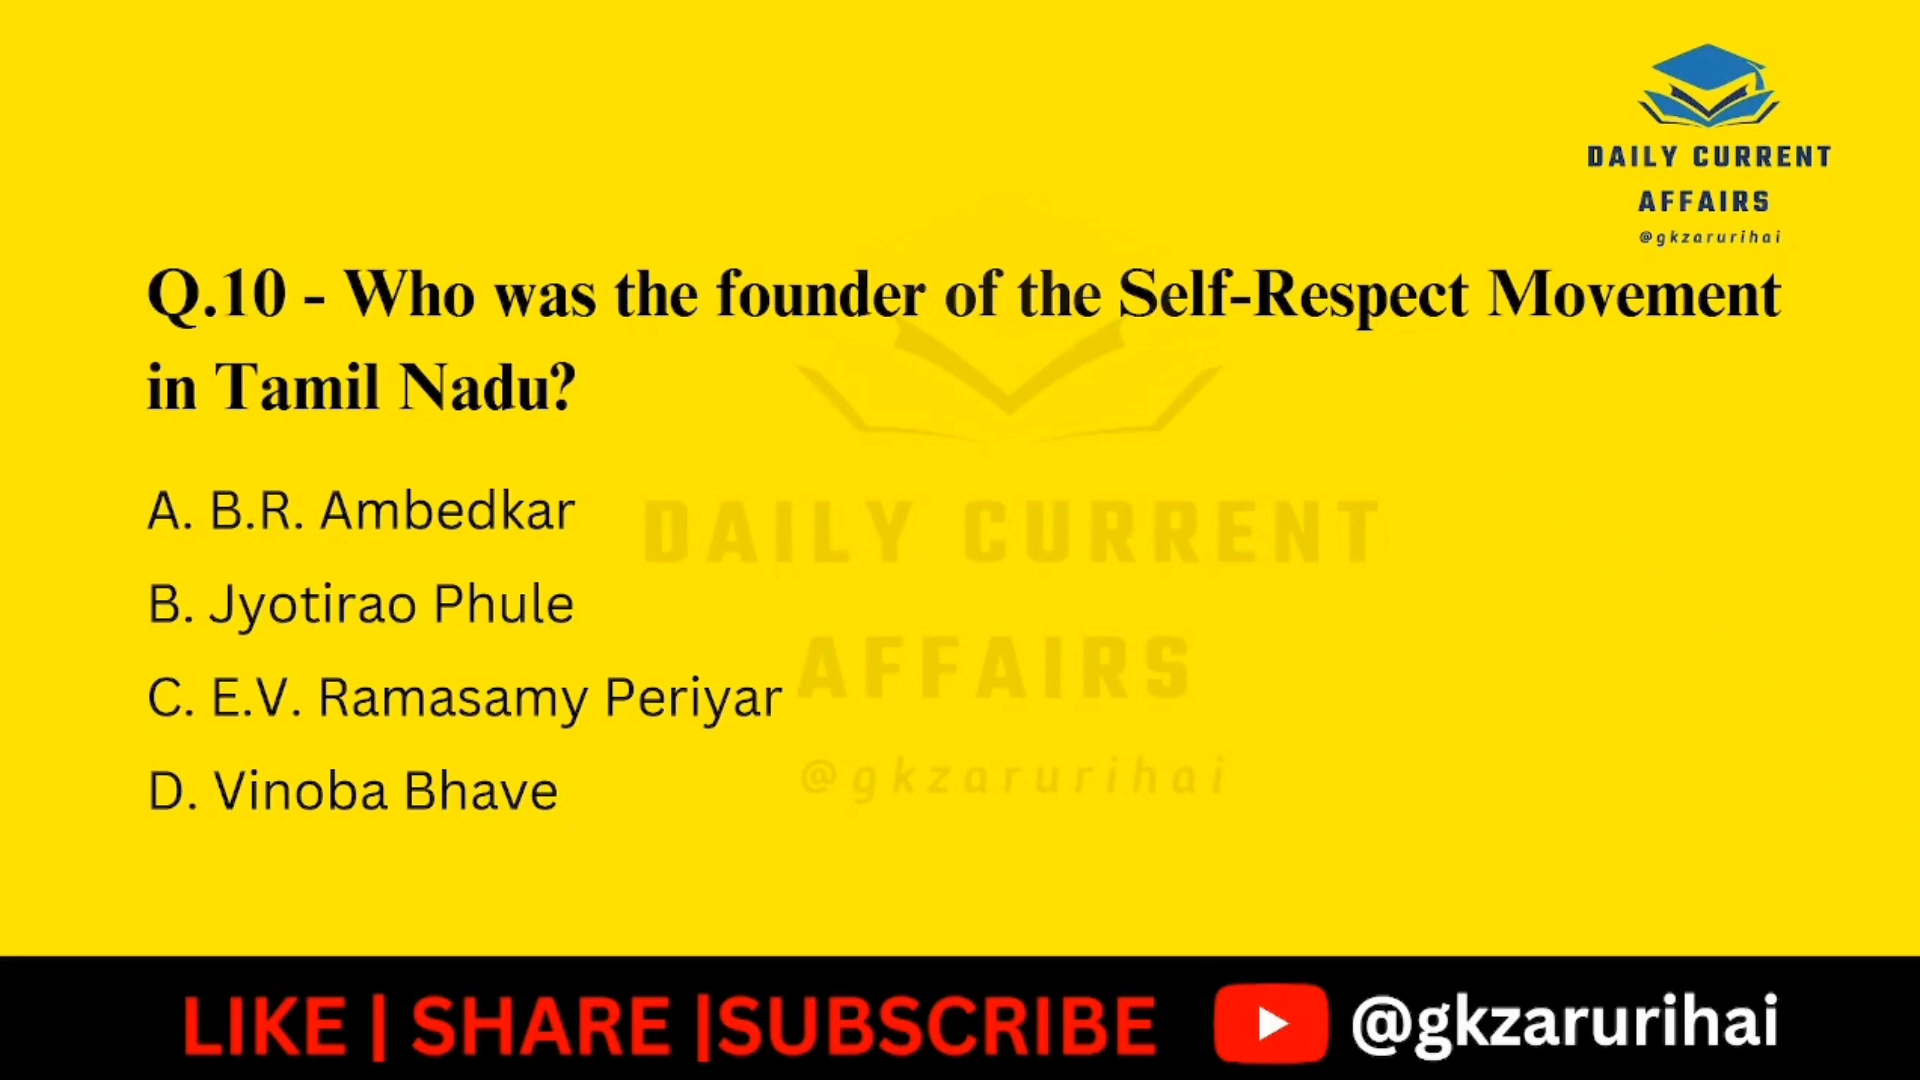 DAILY CURRENT
AFFAIRS
@gkzarurihai
Q.10 - Who was the founder of the Self-Respect Movement
in Tamil Nadu?
A. B.R. Ambedkar
B. Jyotirao Phule
C. E.V. Ramasamy Periyar
D. Vinoba Bhave
DAILY CURRENT
AFFAIRS
@gkzarurihai
LIKE | SHARE |SUBSCRIBE @gkzarurihai